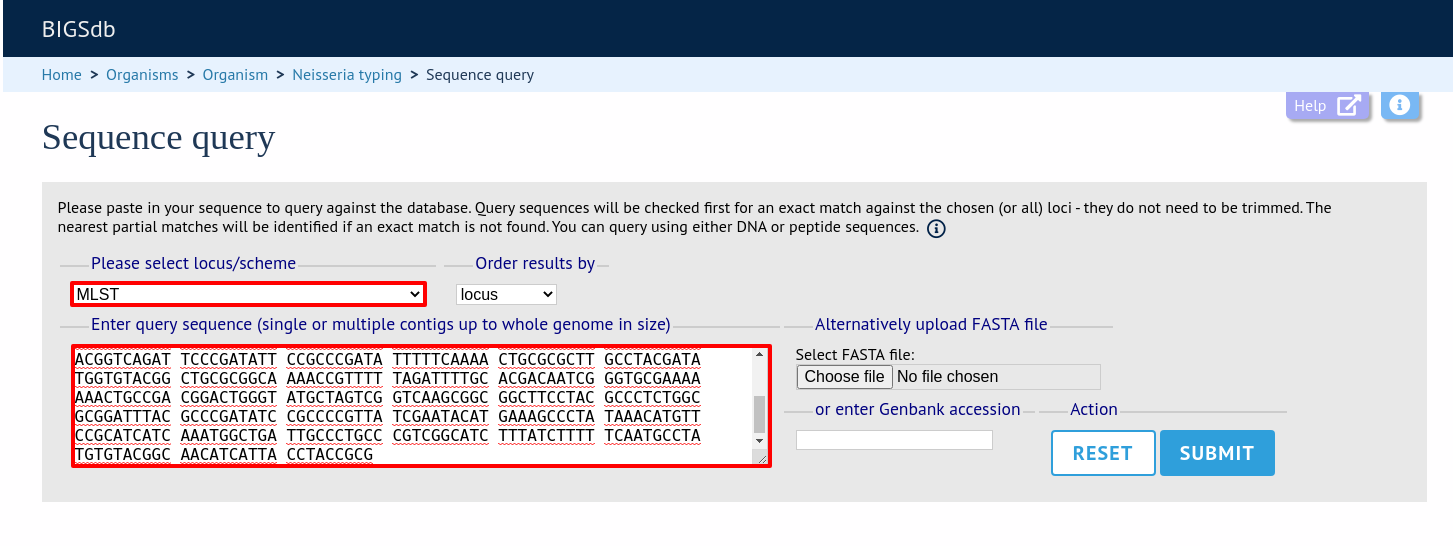 BIGSdb
Home > Organisms > Organism > Neisseria typing > Sequence query
Help
Sequence query
Please paste in your sequence to query against the database. Query sequences will be checked first for an exact match against the chosen (or all) loci - they do not need to be trimmed. The
nearest partial matches will be identified if an exact match is not found. You can query using either DNA or peptide sequences.
Please select locus/scheme
MLST
Order results by
locus
Enter query sequence (single or multiple contigs up to whole genome in size)
ACGGTCAGAT TCCCGATATT CCGCCCGATA TTTTTCAAAA CTGCGCGCTT GCCTACGATA
TGGTGTACGG CTGCGCGGCA AAACCGTTTT TAGATTTTGC ACGACAATCG GGTGCGAAAA
AAACTGCCGA CGGACTGGGT ATGCTAGTCG GTCAAGCGGC GGCTTCCTAC GCCCTCTGGC
GCGGATTTAC GCCCGATATC CGCCCCGTTA TCGAATACAT GAAAGCCCTA TAAACATGTT
CCGCATCATC AAATGGCTGA TTGCCCTGCC CGTCGGCATC TTTATCTTTT TCAATGCCTA
TGTGTACGGC AACATCATTA CCTACCGCG
Alternatively upload FASTA file
Select FASTA file:
Choose file No file chosen
or enter Genbank accession
Action
RESET
SUBMIT